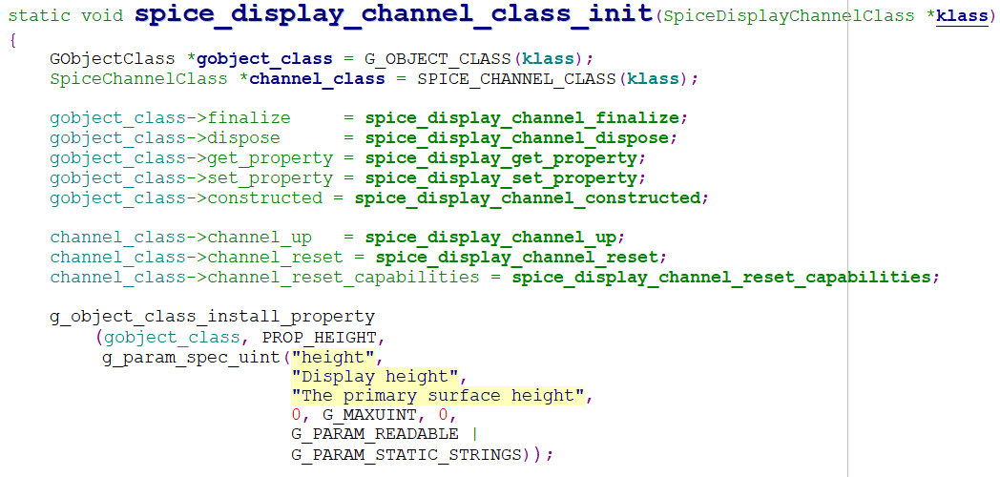 static void spice_display_channel_class_init(SpiceDisplayChannelClass *klass)
{
    GObjectClass *gobject_class = G_OBJECT_CLASS(klass);
    SpiceChannelClass *channel_class = SPICE_CHANNEL_CLASS(klass);

    gobject_class->finalize     = spice_display_channel_finalize;
    gobject_class->dispose      = spice_display_channel_dispose;
    gobject_class->get_property = spice_display_get_property;
    gobject_class->set_property = spice_display_set_property;
    gobject_class->constructed = spice_display_channel_constructed;

    channel_class->channel_up   = spice_display_channel_up;
    channel_class->channel_reset = spice_display_channel_reset;
    channel_class->channel_reset_capabilities = spice_display_channel_reset_capabilities;

    g_object_class_install_property
        (gobject_class, PROP_HEIGHT,
         g_param_spec_uint("height",
                           "Display height",
                           "The primary surface height",
                           0, G_MAXUINT, 0,
                           G_PARAM_READABLE |
                           G_PARAM_STATIC_STRINGS));